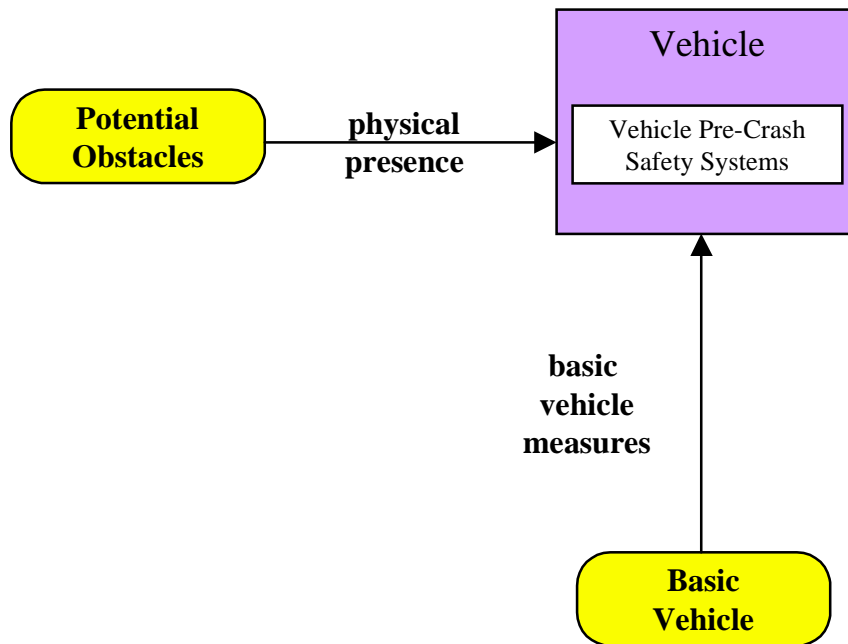 Vehicle
Potential
Obstacles
physical
presence
Vehicle Pre-Crash
Safety Systems
basic
vehicle
measures
Basic
Vehicle